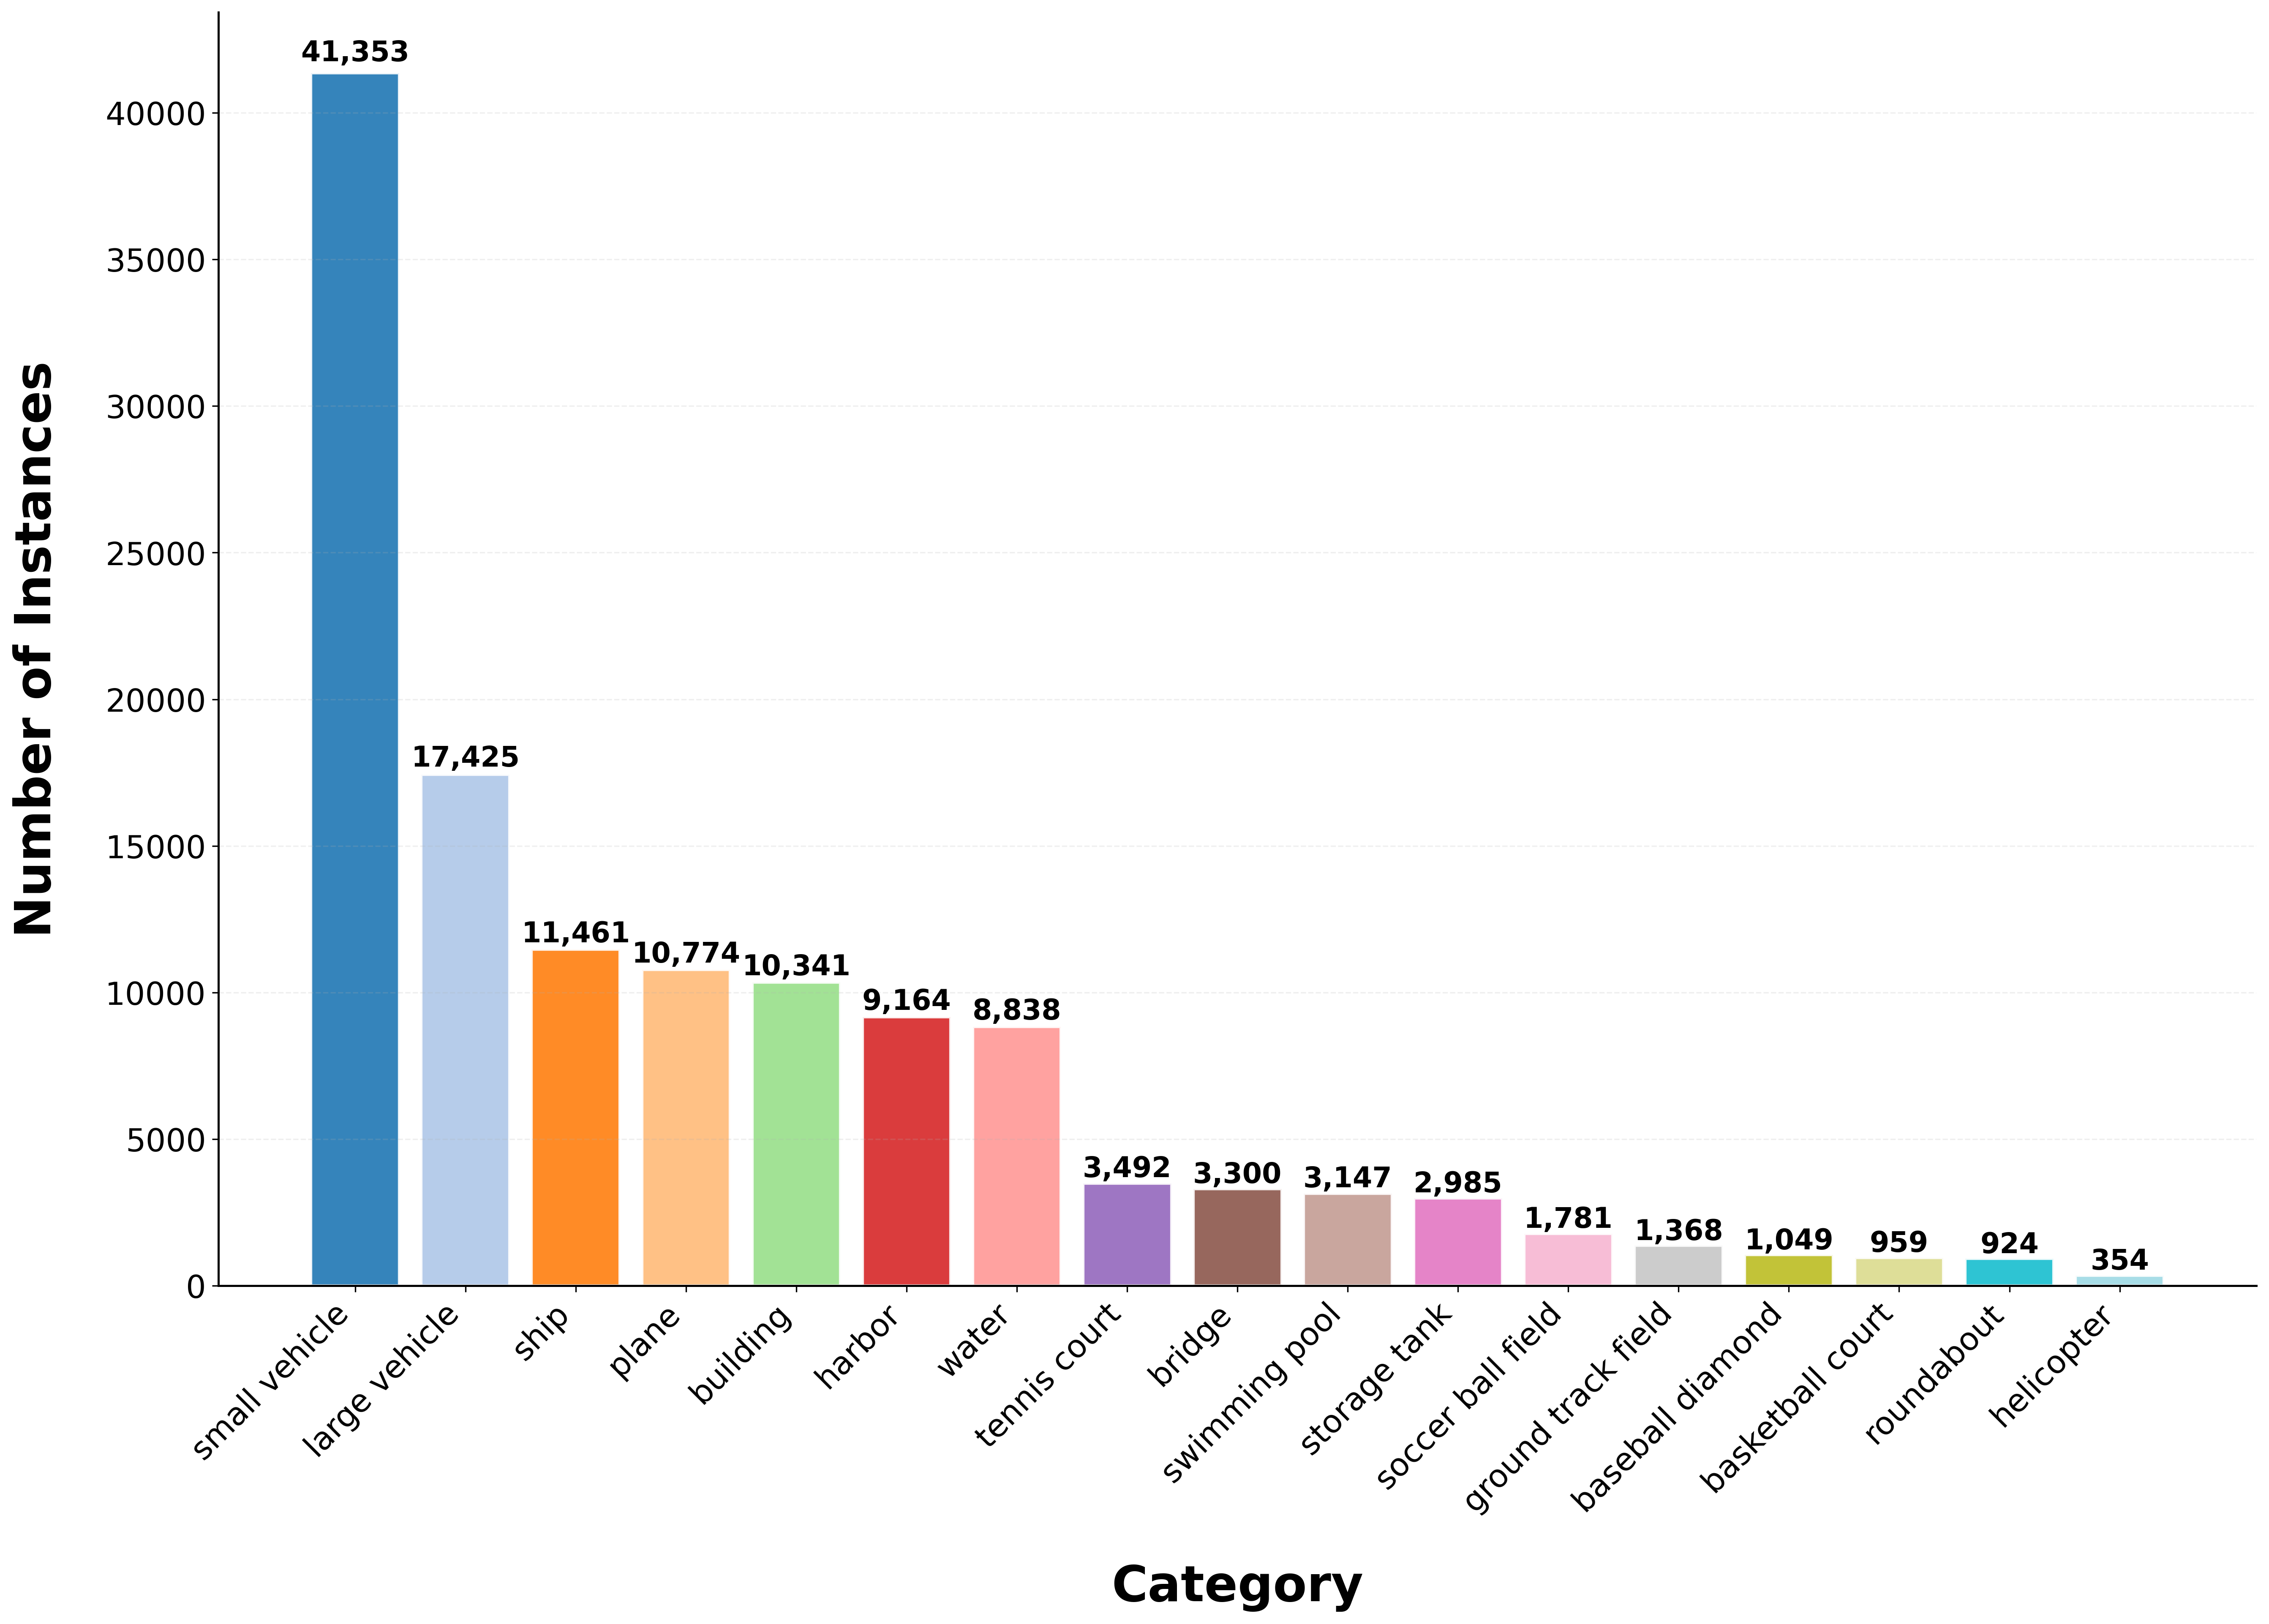 Number of Instances
40000
35000
30000
25000
20000
15000
10000
5000
0
41,353
17,425
11,461
10,774
10,341
9,164
8,838
3,492
3,300
3,147
2,985
1,781
1,368
1,049
959
924
354
small vehicle
large vehicle
ship
plane
building
harbor
water
tennis court
bridge
swimming pool
storage tank
soccer ball field
ground track field
baseball diamond
basketball court
roundabout
helicopter
Category